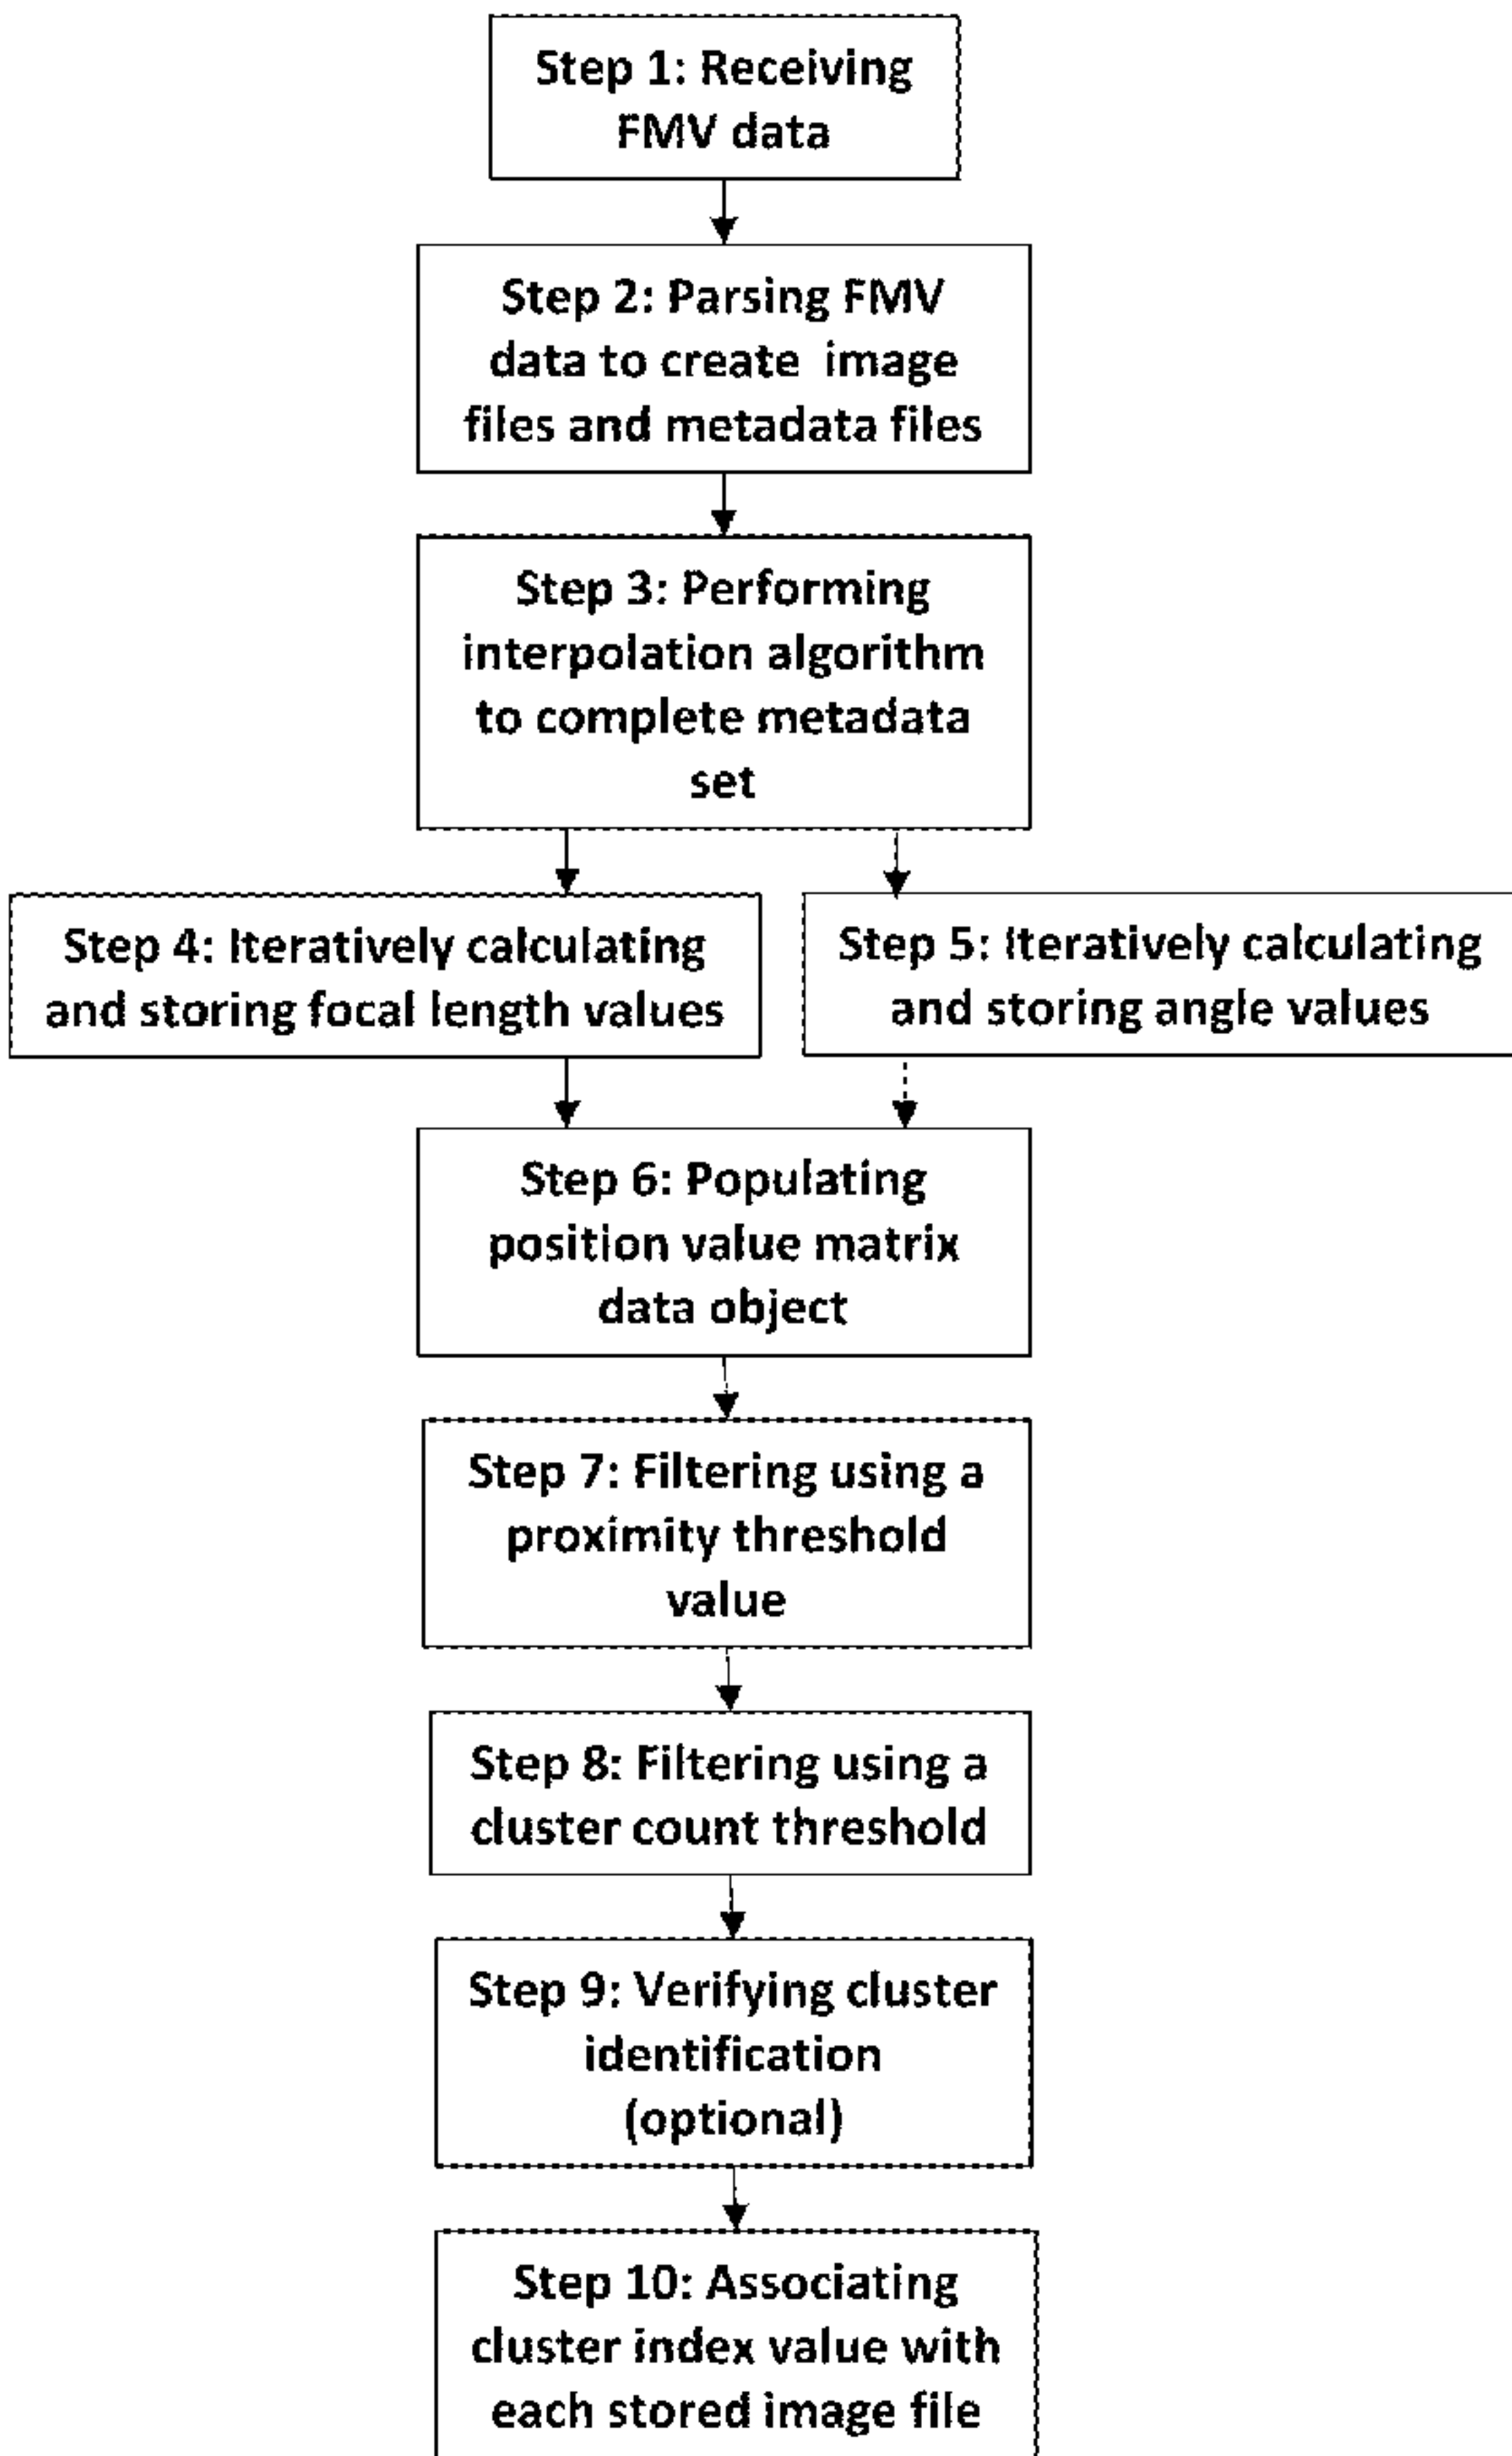 Step 1: Receiving
FMV data
Step 2: Parsing FMV
data to create image
files and metadata files
Step 3: Performing
interpolation algorithm
to complete metadata
set
Step 4: Iteratively calculating
and storing focal length values
Step 5: Iteratively calculating
and storing angle values
Step 6: Populating
position value matrix
data object
Step 7: Filtering using a
proximity threshold
value
Step 8: Filtering using a
cluster count threshold
Step 9: Verifying cluster
identification
(optional)
Step 10: Associating
cluster index value with
each stored image file